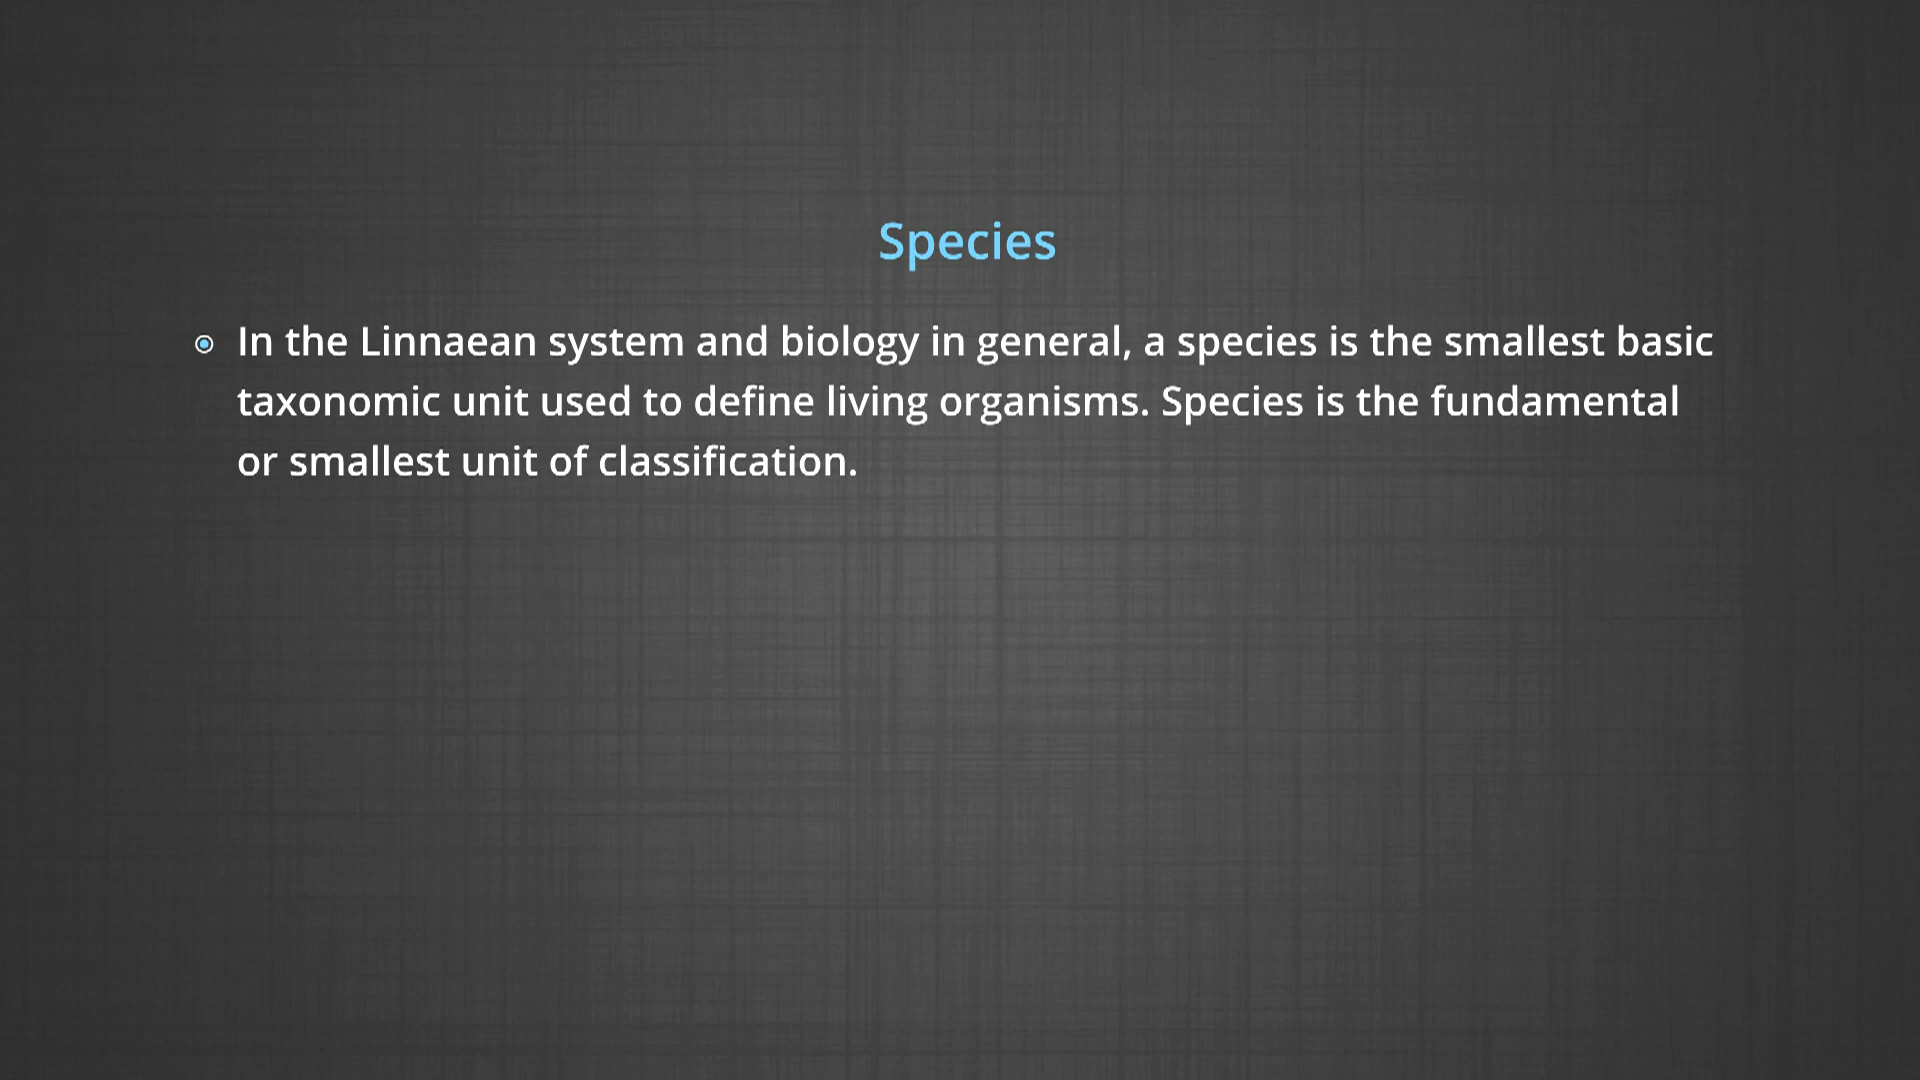 Species
In the Linnaean system and biology in general, a species is the smallest basic
taxonomic unit used to define living organisms. Species is the fundamental
or smallest unit of classification.